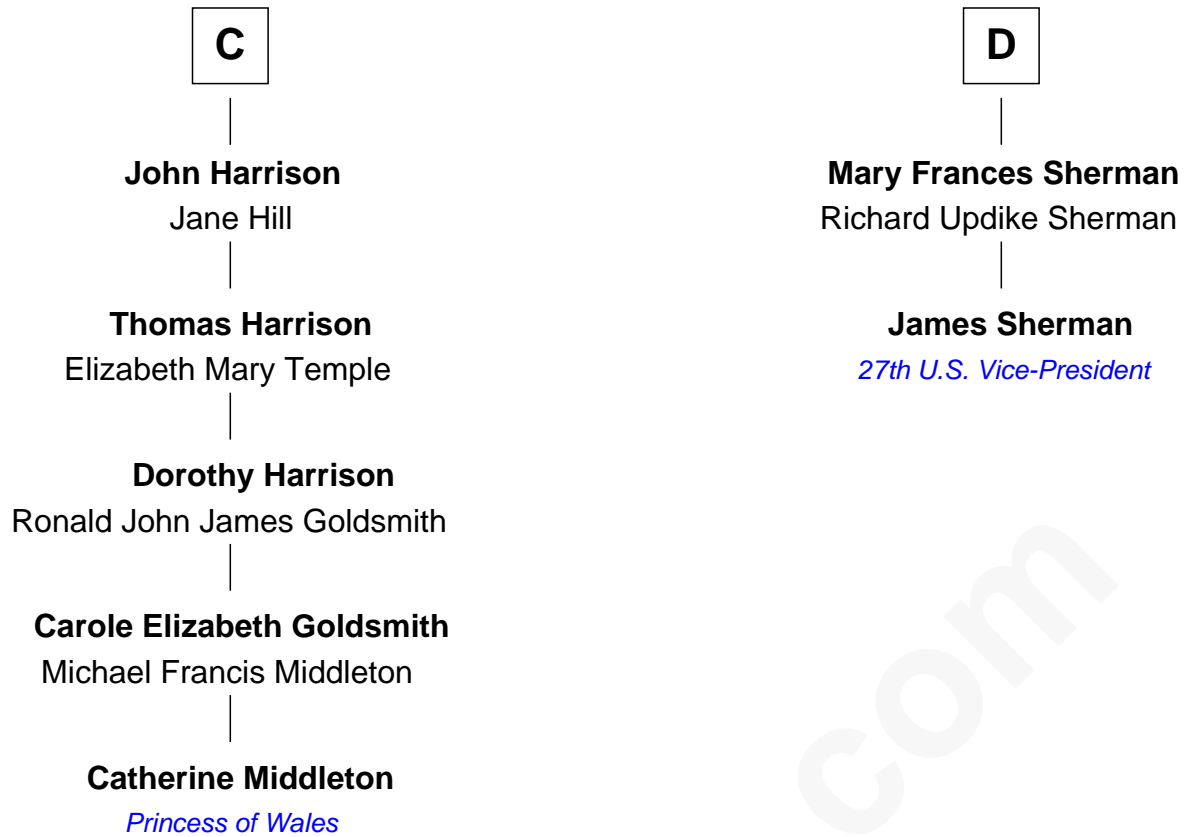 C
John Harrison
Jane Hill
Thomas Harrison
Elizabeth Mary Temple
Dorothy Harrison
Ronald John James Goldsmith
Carole Elizabeth Goldsmith
Michael Francis Middleton
Catherine Middleton
Princess of Wales
D
Mary Frances Sherman
Richard Updike Sherman
James Sherman
27th U.S. Vice-President
com